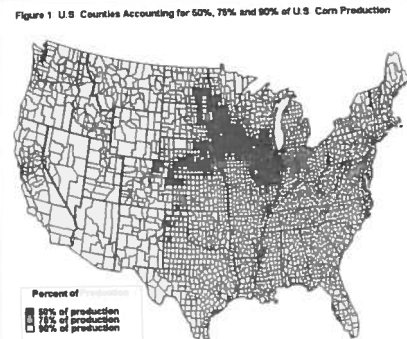 Figure 1 U.S. Counties Accounting for 50%, 75% and 90% of U.S. Corn Production
Percent of Production
50% of production
75% of production
90% of production